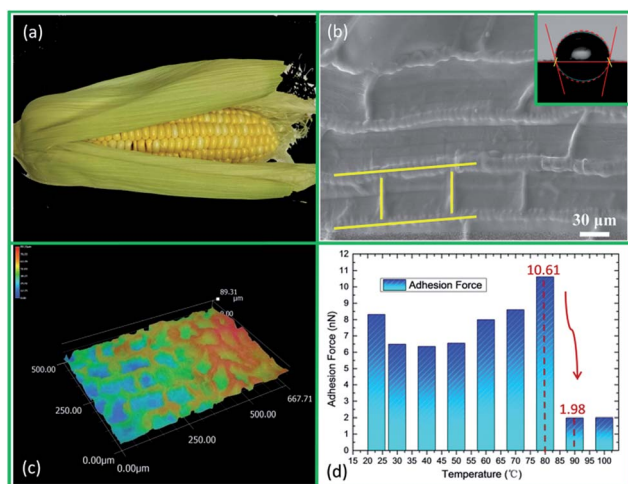 (a)
(b)
30 μm
(c)
89.31
μm
0.00
500.00
250.00
0.00μm
0.00μm
250.00
500.00
667.71
(d)
Adhesion Force
10.61
1.98
Adhesion Force (nN)
12
11
10
9
8
7
6
5
4
3
2
1
0
15 20 25 30 35 40 45 50 55 60 65 70 75 80 85 90 95 100
Temperature (℃)